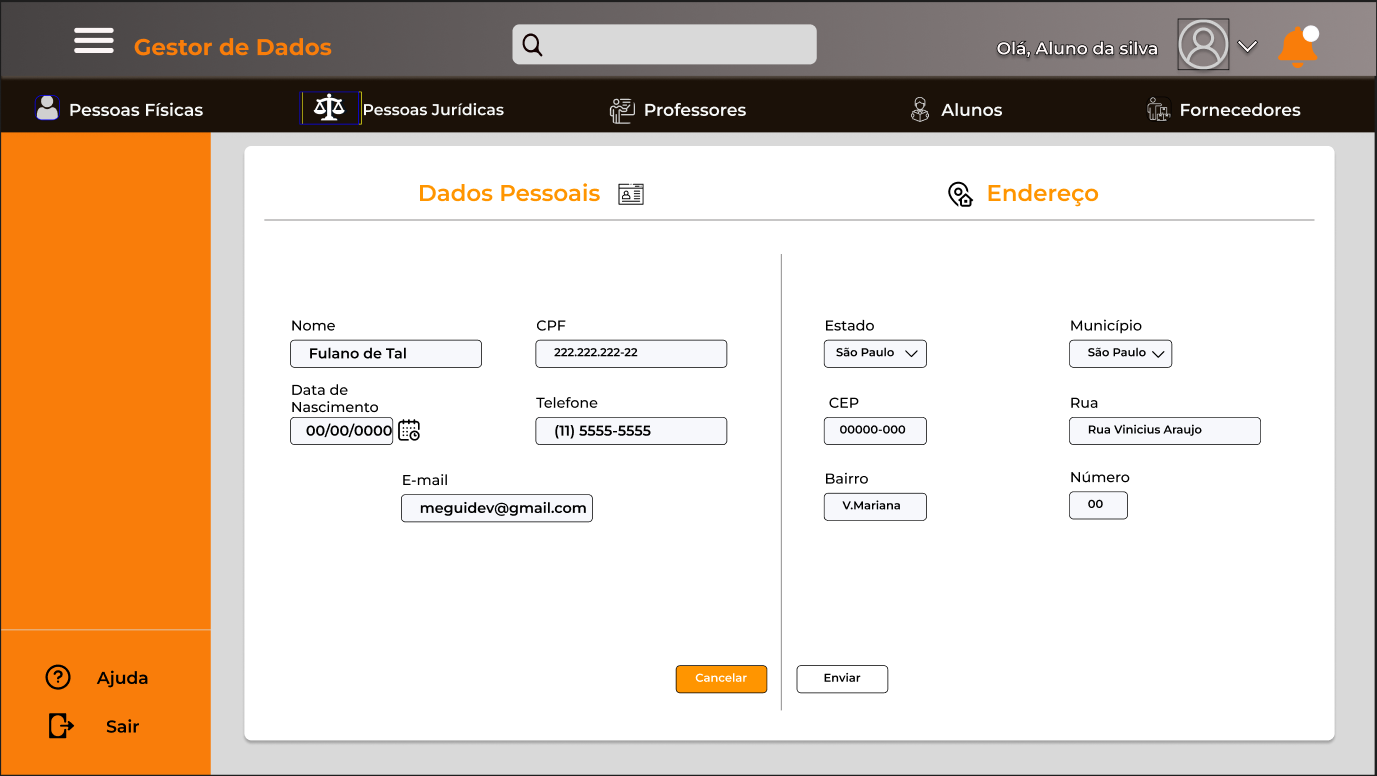 Gestor de Dados
Olá, Aluno da silva
Pessoas Físicas
Pessoas Jurídicas
Professores
Alunos
Fornecedores
Dados Pessoais
Endereço
Nome
Fulano de Tal
CPF
222.222.222-22
Data de
Nascimento
00/00/0000
Telefone
(11) 5555-5555
E-mail
meguidev@gmail.com
Estado
São Paulo
Município
São Paulo
CEP
00000-000
Rua
Rua Vinicius Araujo
Bairro
V.Mariana
Número
00
Cancelar
Enviar
Ajuda
Sair